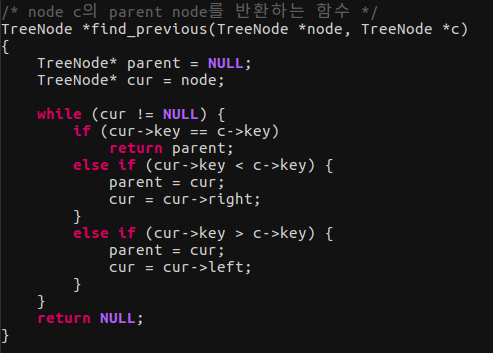 /* node c의 parent node를 반환하는 함수 */
TreeNode *find_previous(TreeNode *node, TreeNode *c)
{
    TreeNode* parent = NULL;
    TreeNode* cur = node;

    while (cur != NULL) {
        if (cur->key == c->key)
            return parent;
        else if (cur->key < c->key) {
            parent = cur;
            cur = cur->right;
        }
        else if (cur->key > c->key) {
            parent = cur;
            cur = cur->left;
        }
    }
    return NULL;
}